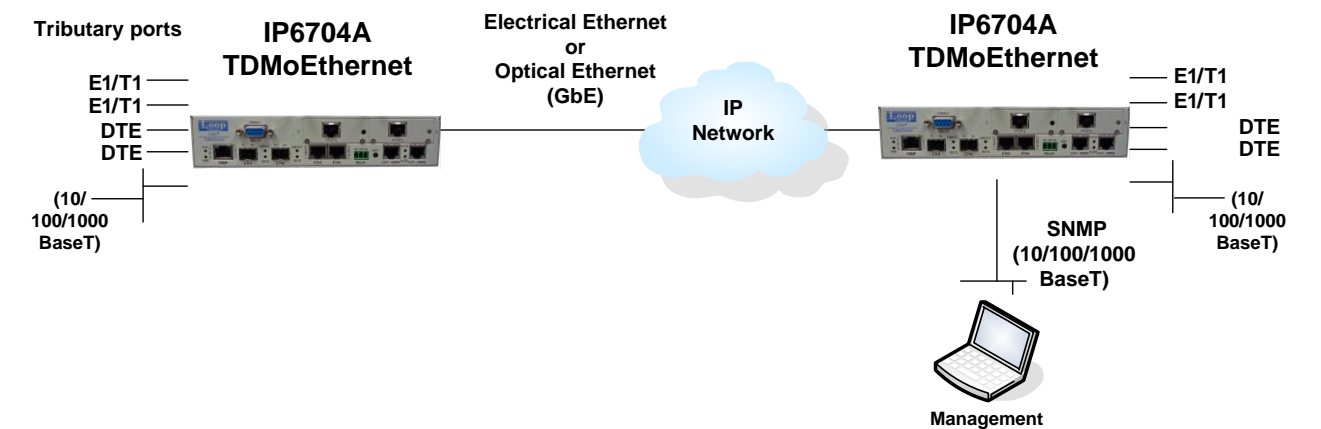 Tributary ports
IP6704A
TDMoEthernet
Electrical Ethernet
or
Optical Ethernet
(GbE)
IP6704A
TDMoEthernet
E1/T1
E1/T1
DTE
DTE
(10/
100/1000
BaseT)
Loop
IP
Network
Loop
E1/T1
E1/T1
DTE
DTE
(10/
100/1000
BaseT)
SNMP
(10/100/1000
BaseT)
Management